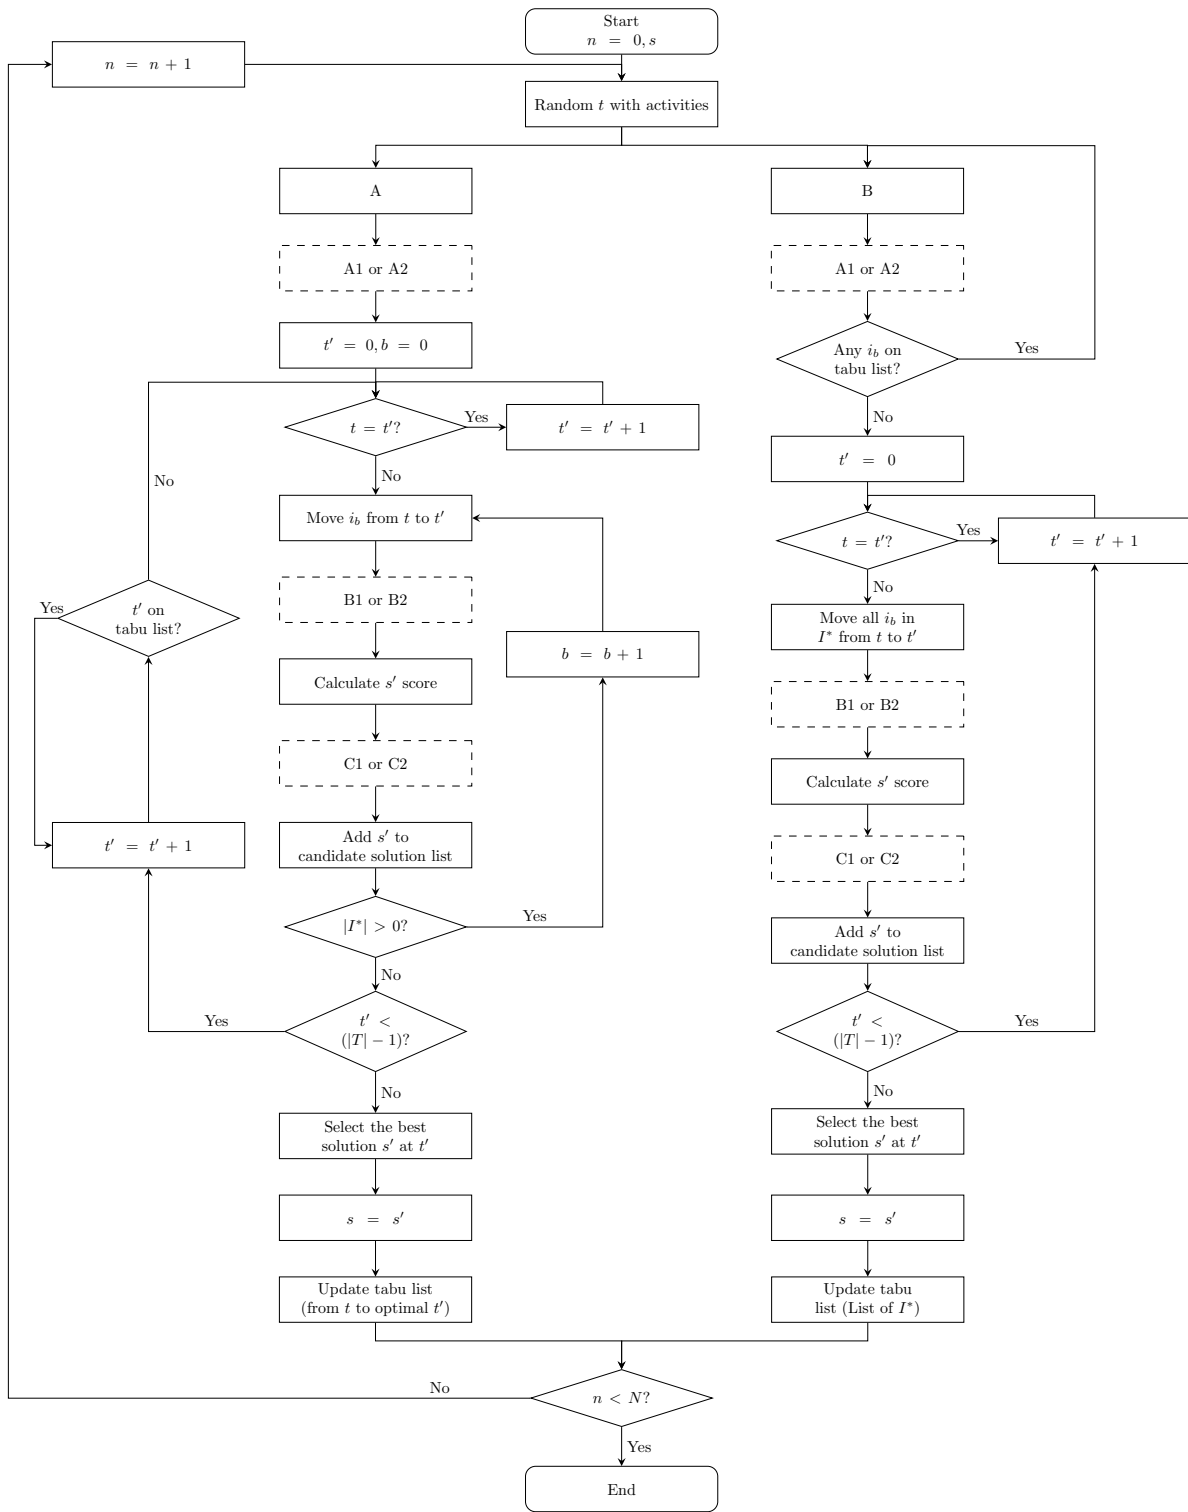 Start
n = 0, s
n = n + 1
Random t with activities
A
B
A1 or A2
A1 or A2
t′ = 0, b = 0
Any i_b on
tabu list?
Yes
No
t = t′?
Yes
t′ = t′ + 1
No
t′ = 0
No
Move i_b from t to t′
t = t′?
Yes
t′ = t′ + 1
No
B1 or B2
Yes
t′ on
tabu list?
Move all i_b in
I* from t to t′
b = b + 1
Calculate s′ score
B1 or B2
C1 or C2
Calculate s′ score
t′ = t′ + 1
Add s′ to
candidate solution list
C1 or C2
|I*| > 0?
Yes
Add s′ to
candidate solution list
No
Yes
t′ <
(|T| − 1)?
t′ <
(|T| − 1)?
Yes
No
No
Select the best
solution s′ at t′
Select the best
solution s′ at t′
s = s′
s = s′
Update tabu list
(from t to optimal t′)
Update tabu
list (List of I*)
No
n < N?
Yes
End